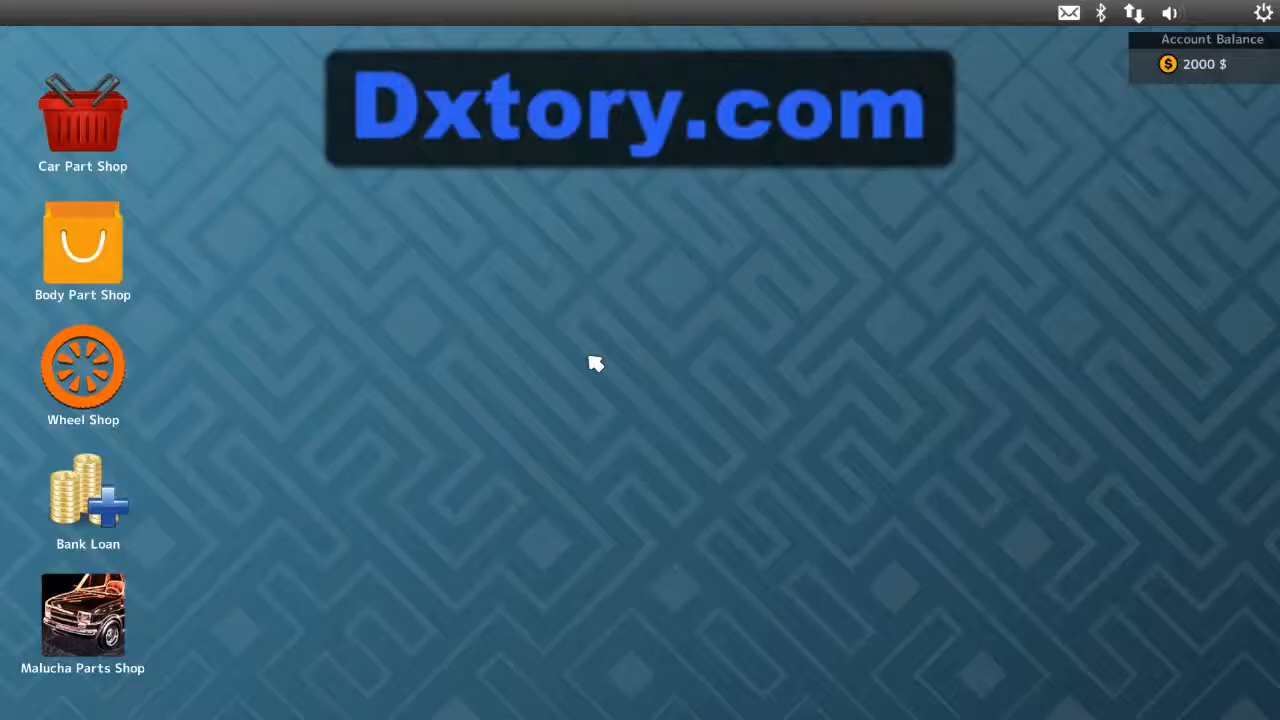 Account Balance
2000 $
Dxtory.com
Car Part Shop
Body Part Shop
Wheel Shop
Bank Loan
Malucha Parts Shop